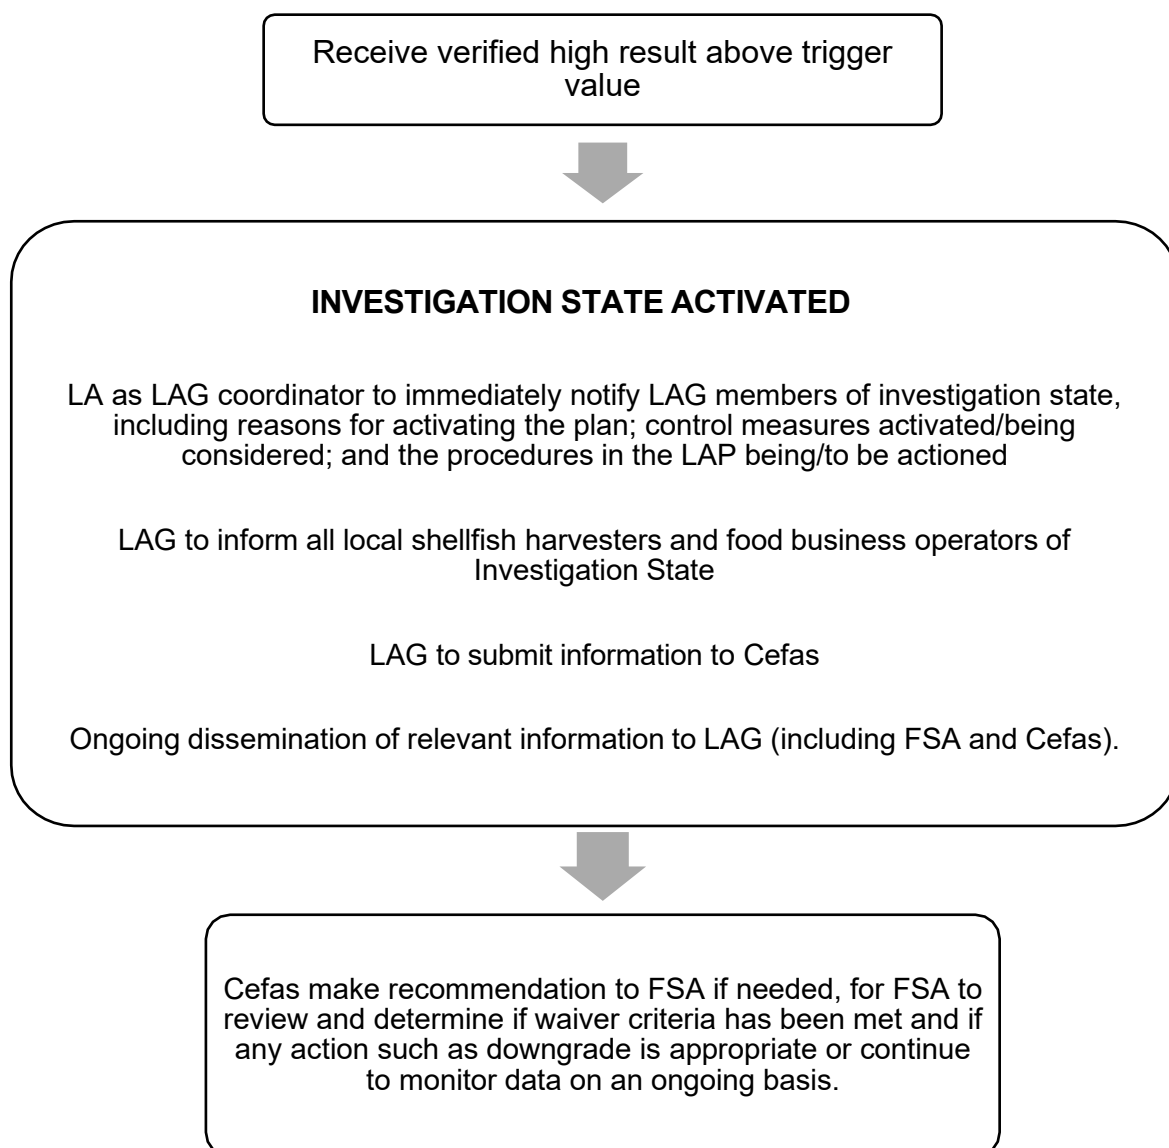 Receive verified high result above trigger
value
INVESTIGATION STATE ACTIVATED
LA as LAG coordinator to immediately notify LAG members of investigation state,
including reasons for activating the plan; control measures activated/being
considered; and the procedures in the LAP being/to be actioned
LAG to inform all local shellfish harvesters and food business operators of
Investigation State
LAG to submit information to Cefas
Ongoing dissemination of relevant information to LAG (including FSA and Cefas).
Cefas make recommendation to FSA if needed, for FSA to
review and determine if waiver criteria has been met and if
any action such as downgrade is appropriate or continue
to monitor data on an ongoing basis.